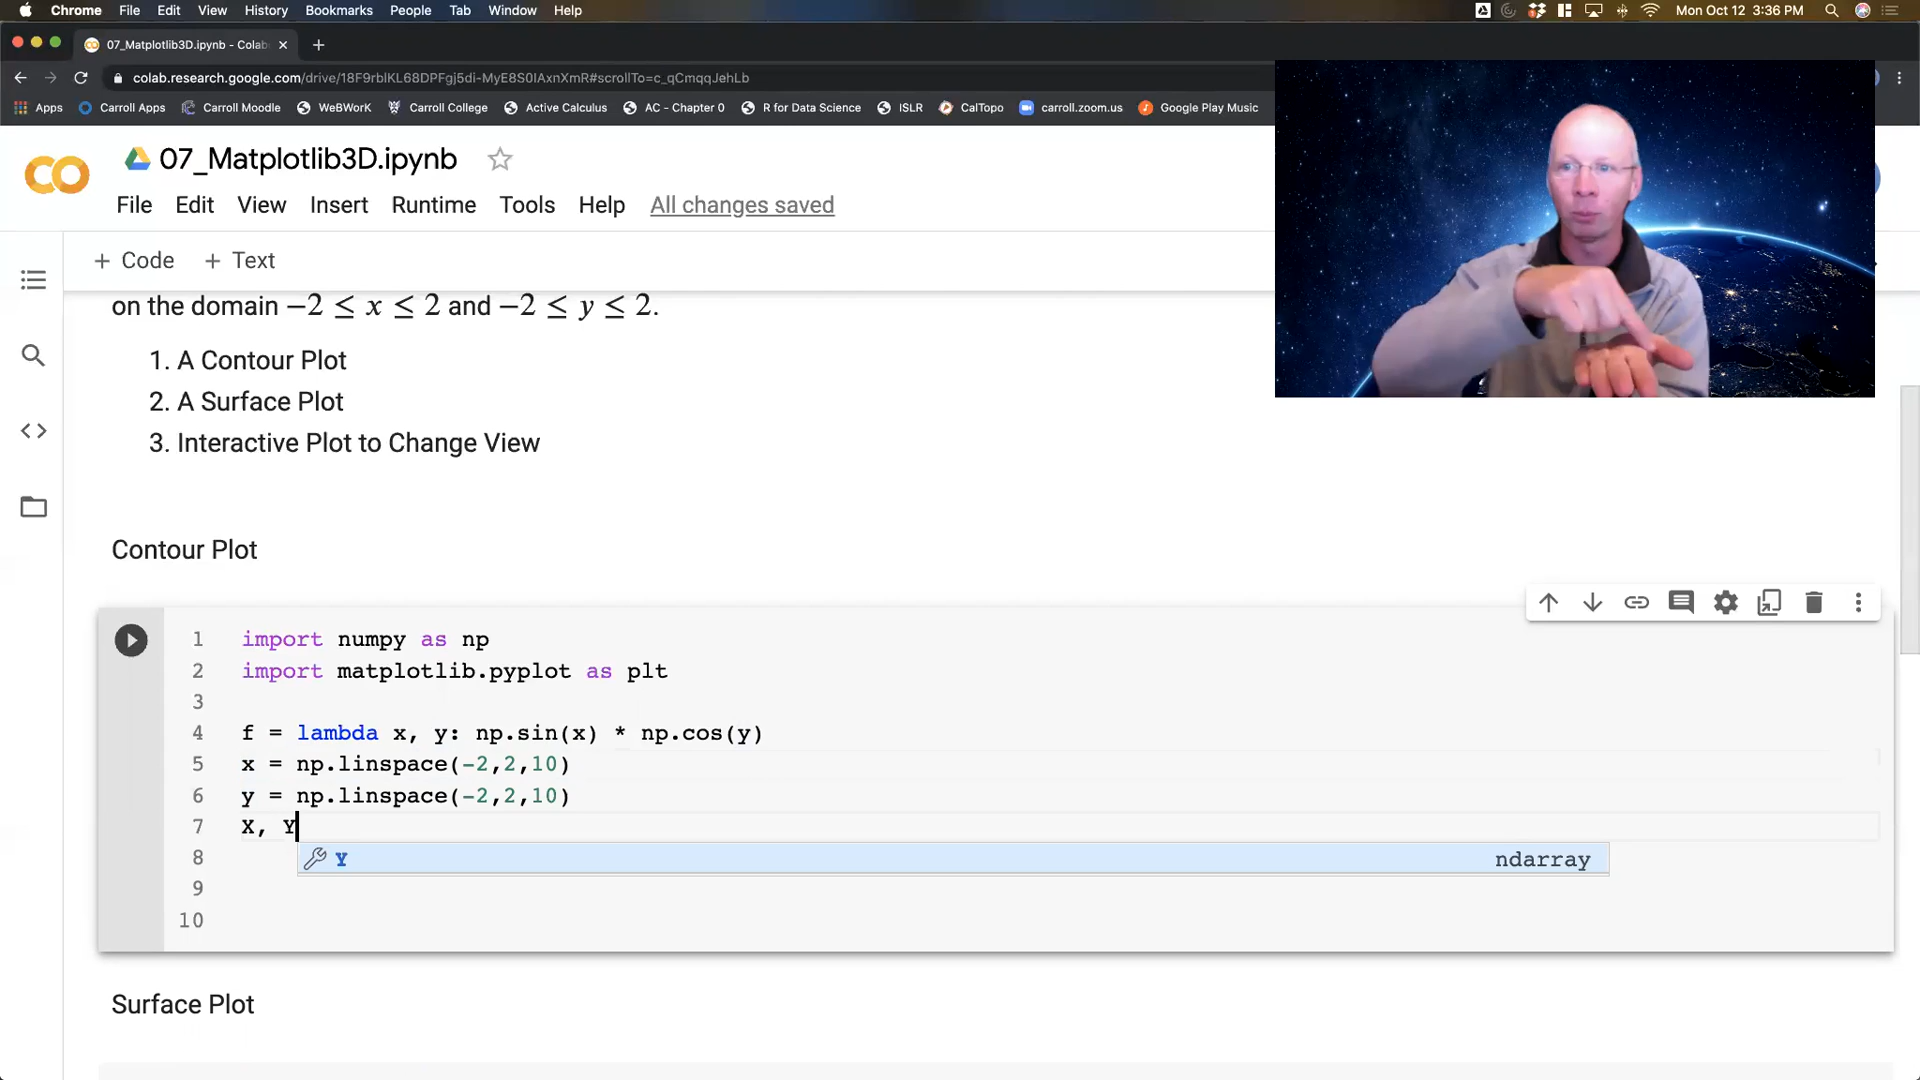 Chrome File Edit View History Bookmarks People Tab Window Help Mon Oct 12 3:36 PM
07_Matplotlib3D.ipynb - Colab
colab.research.google.com/drive/18F9rblKL68DPFgj5di-MyE8S0IAxnXmR#scrollTo=c_qCmqqJehLb
Apps Carroll Apps Carroll Moodle WeBWorK Carroll College Active Calculus AC - Chapter 0 R for Data Science ISLR CalTopo carroll.zoom.us Google Play Music
CO 07_Matplotlib3D.ipynb
File Edit View Insert Runtime Tools Help All changes saved
+ Code + Text
on the domain −2 ≤ x ≤ 2 and −2 ≤ y ≤ 2.
1. A Contour Plot
2. A Surface Plot
3. Interactive Plot to Change View
Contour Plot
1 import numpy as np
2 import matplotlib.pyplot as plt
3
4 f = lambda x, y: np.sin(x) * np.cos(y)
5 x = np.linspace(-2,2,10)
6 y = np.linspace(-2,2,10)
7 X, Y
8 Y ndarray
9
10
Surface Plot